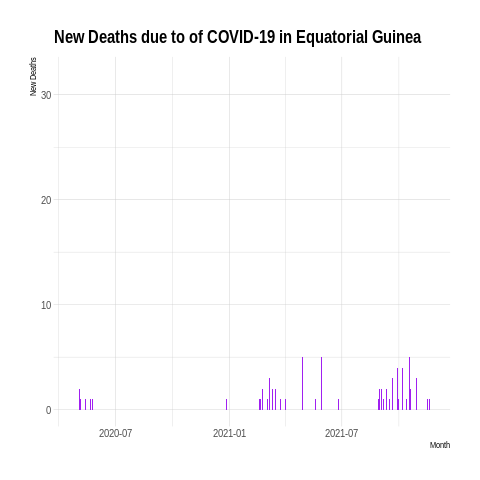 New Deaths due to of COVID-19 in Equatorial Guinea
New Deaths
30
20
10
0
2020-07 2021-01 2021-07
Month